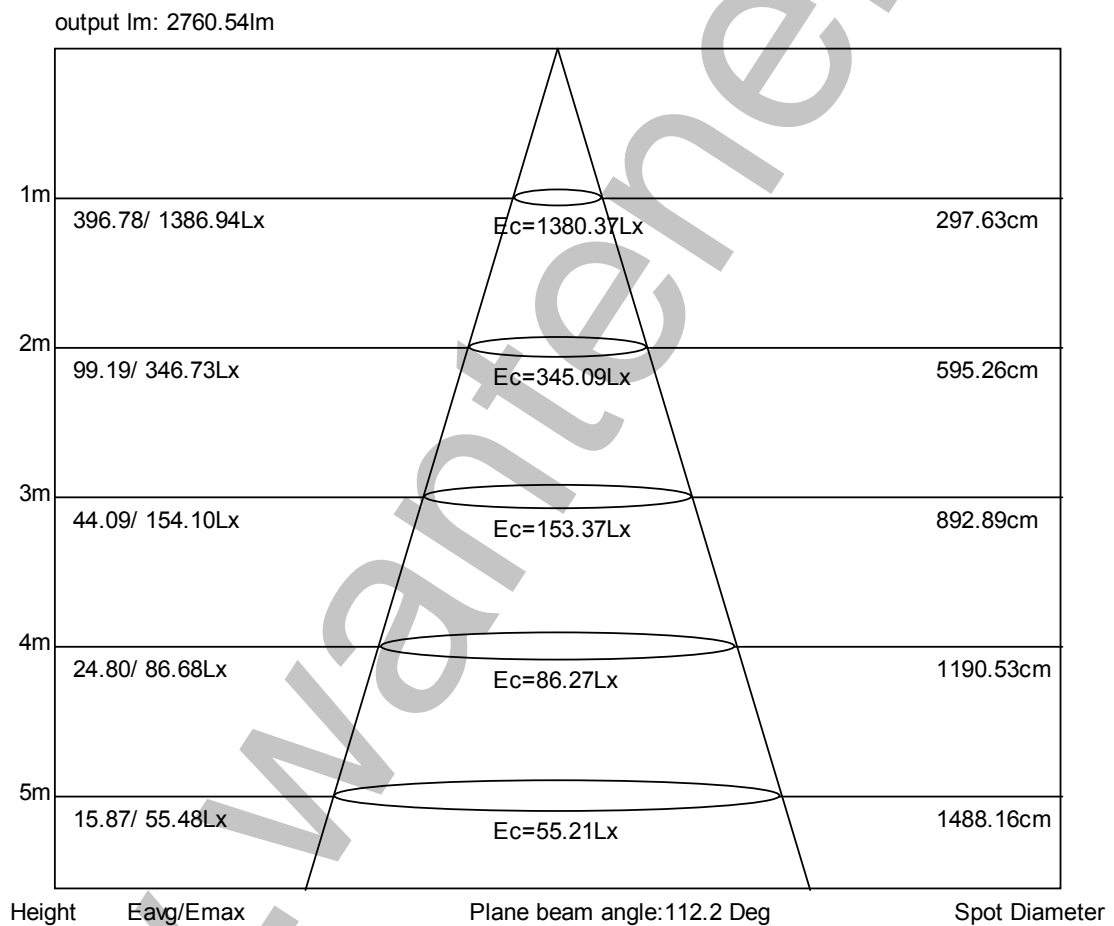 output lm: 2760.54lm
1m
396.78/ 1386.94Lx
Ec=1380.37Lx
297.63cm
2m
99.19/ 346.73Lx
Ec=345.09Lx
595.26cm
3m
44.09/ 154.10Lx
Ec=153.37Lx
892.89cm
4m
24.80/ 86.68Lx
Ec=86.27Lx
1190.53cm
5m
15.87/ 55.48Lx
Ec=55.21Lx
1488.16cm
Height Eavg/Emax Plane beam angle:112.2 Deg Spot Diameter
wantene